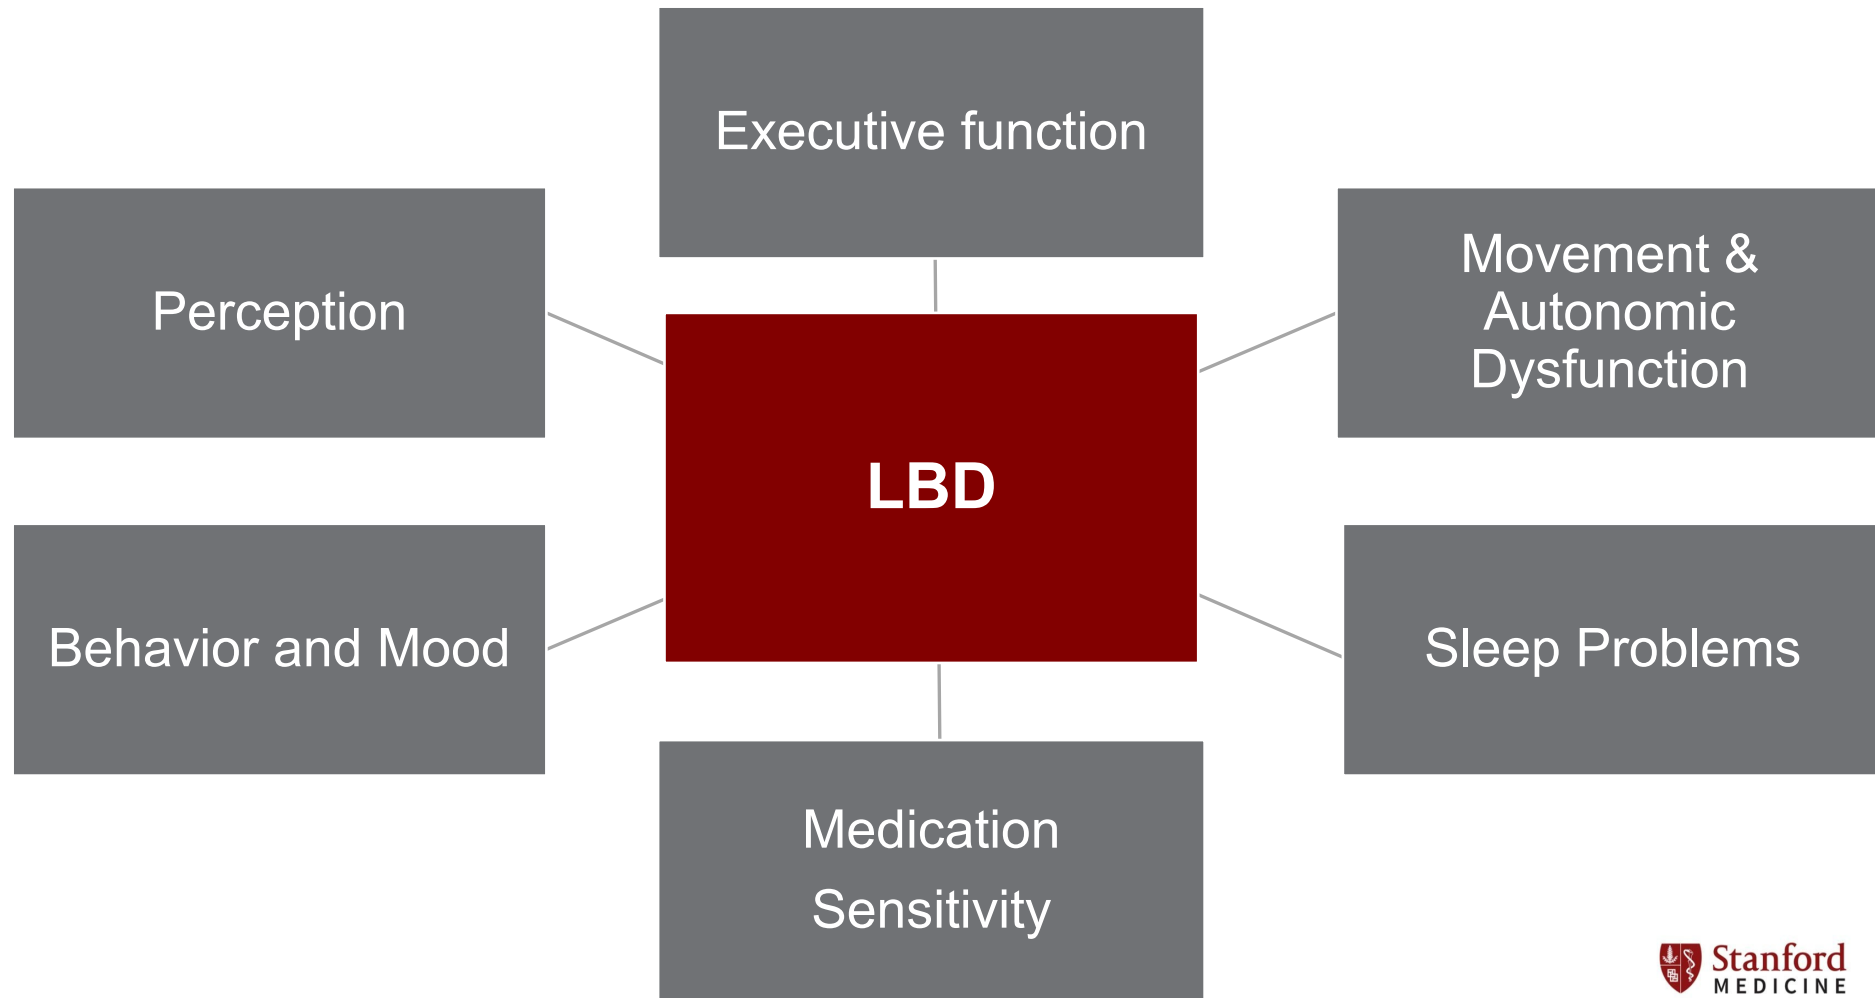 Executive function
Perception
Movement &
Autonomic
Dysfunction
LBD
Behavior and Mood
Sleep Problems
Medication
Sensitivity
Stanford
MEDICINE